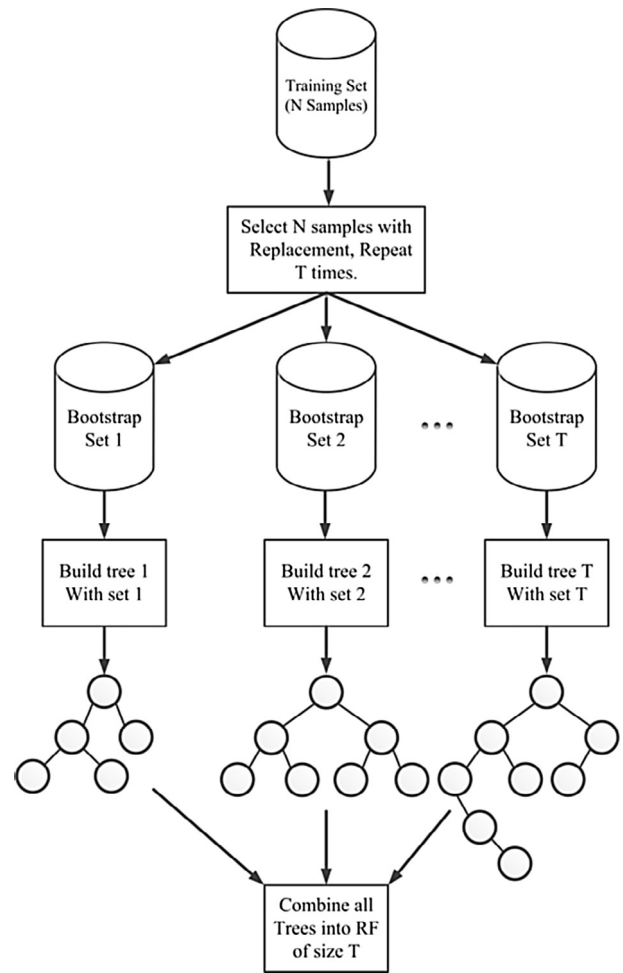 Training Set
(N Samples)
Select N samples with
Replacement, Repeat
T times.
Bootstrap
Set 1
Bootstrap
Set 2
Bootstrap
Set T
Build tree 1
With set 1
Build tree 2
With set 2
Build tree T
With set T
Combine all
Trees into RF
of size T